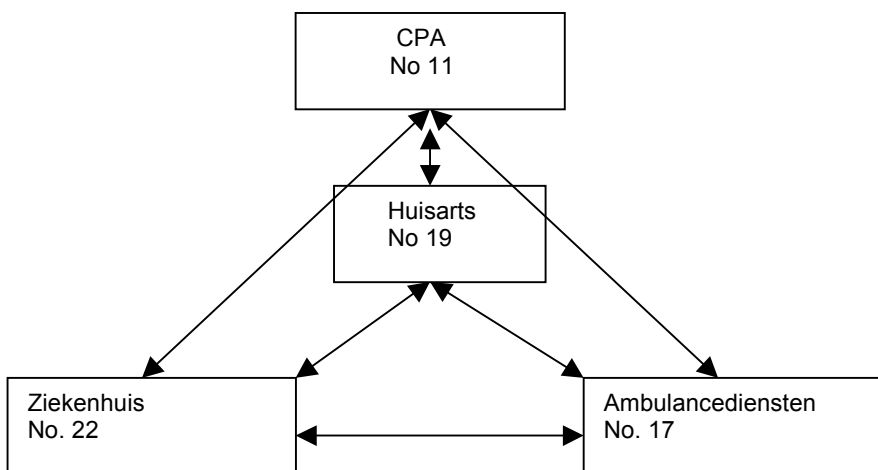 CPA
No 11
Huisarts
No 19
Ziekenhuis
No. 22
Ambulancediensten
No. 17